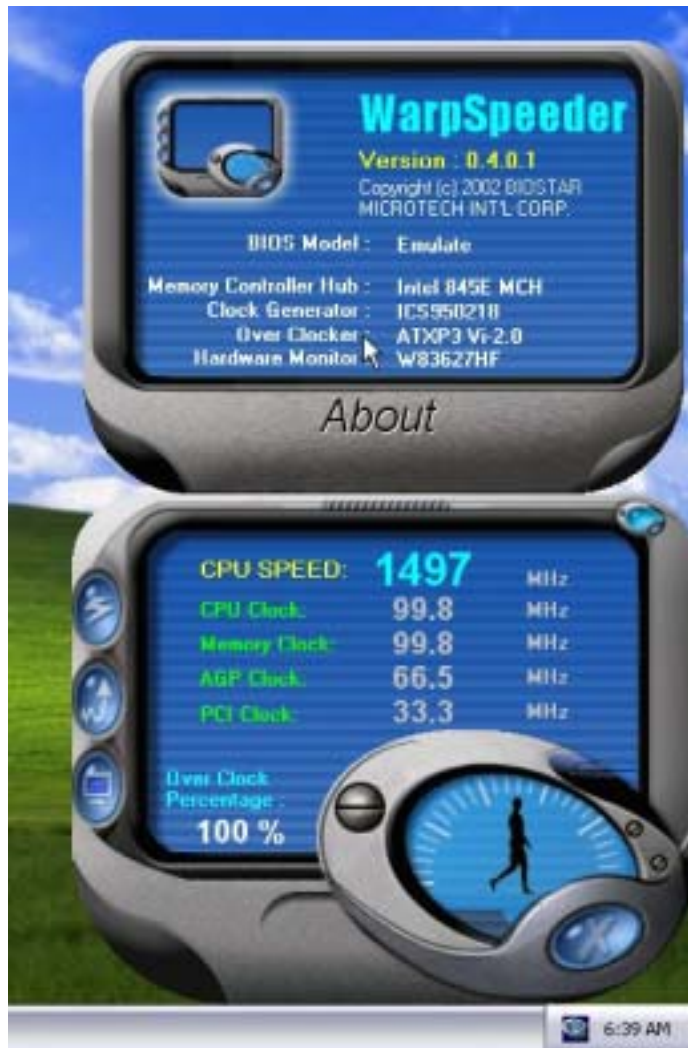 WarpSpeeder
Version : 0.4.0.1
Copyright (c) 2002 BIOSTAR
MICROTECH INT'L CORP.
BIOS Model : Emulate
Memory Controller Hub : Intel 845E MCH
Clock Generator : ICS950218
Over Clocker : ATXP3 Vi-2.0
Hardware Monitor W83627HF
About
CPU SPEED: 1497 MHz
CPU Clock: 99.8 MHz
Memory Clock: 99.8 MHz
AGP Clock: 66.5 MHz
PCI Clock: 33.3 MHz
Over Clock
Percentage :
100 %
X
6:39 AM